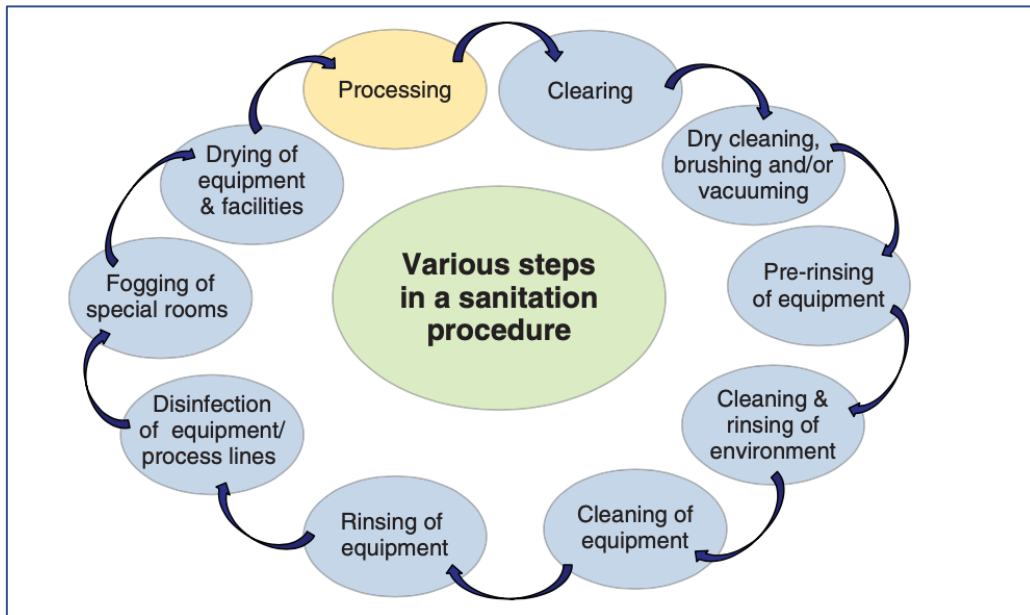 Processing
Clearing
Dry cleaning,
brushing and/or
vacuuming
Pre-rinsing
of equipment
Cleaning &
rinsing of
environment
Cleaning of
equipment
Rinsing of
equipment
Disinfection
of equipment/
process lines
Fogging of
special rooms
Drying of
equipment
& facilities
Various steps
in a sanitation
procedure